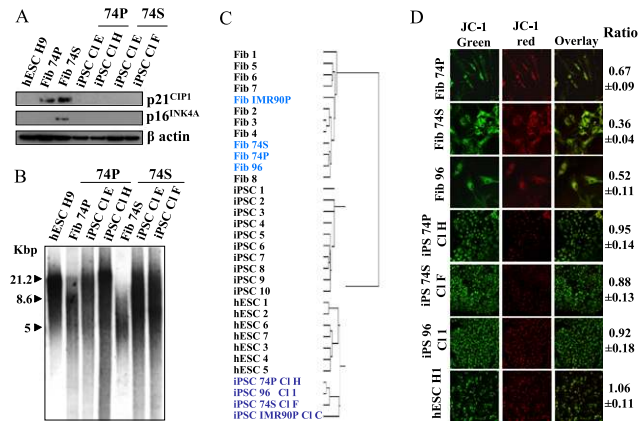 A
74P
74S
hESC H9
Fib 74P
Fib 74S
iPSC Cl E
iPSC Cl H
iPSC Cl E
iPSC Cl F
p21CIP1
p16INK4A
β actin
B
74P
74S
hESC H9
Fib 74P
iPSC Cl E
iPSC Cl H
Fib 74S
iPSC Cl E
iPSC Cl F
Kbp
21.2
8.6
5
C
Fib 1
Fib 5
Fib 6
Fib 7
Fib IMR90P
Fib 2
Fib 3
Fib 4
Fib 74S
Fib 74P
Fib 96
Fib 8
iPSC 1
iPSC 2
iPSC 3
iPSC 4
iPSC 5
iPSC 6
iPSC 7
iPSC 8
iPSC 9
iPSC 10
hESC 1
hESC 2
hESC 6
hESC 7
hESC 3
hESC 4
hESC 5
iPSC 74P Cl H
iPSC 96 Cl 1
iPSC 74S Cl F
iPSC IMR90P Cl C
D
JC-1 Green
JC-1 red
Overlay
Ratio
Fib 74P
0.67
±0.09
Fib 74S
0.36
±0.04
Fib 96
0.52
±0.11
iPS 74P
Cl H
0.95
±0.14
iPS 74S
Cl F
0.88
±0.13
iPS 96
Cl 1
0.92
±0.18
hESC H1
1.06
±0.11